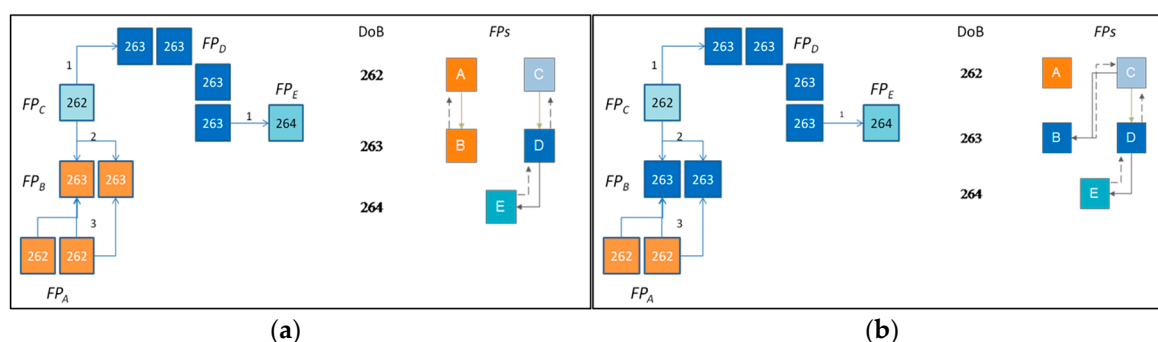 263 263 FP_D DoB FPs
1
262 A C
263
FP_C 262 FP_E
263 1 264
2 263 B D
FP_B 263 263
264 E
3
262 262
FP_A
(a)
263 263 FP_D DoB FPs
1
262 A C
263
FP_C 262 FP_E
263 1 264
2 263 B D
FP_B 263 263
264 E
3
262 262
FP_A
(b)